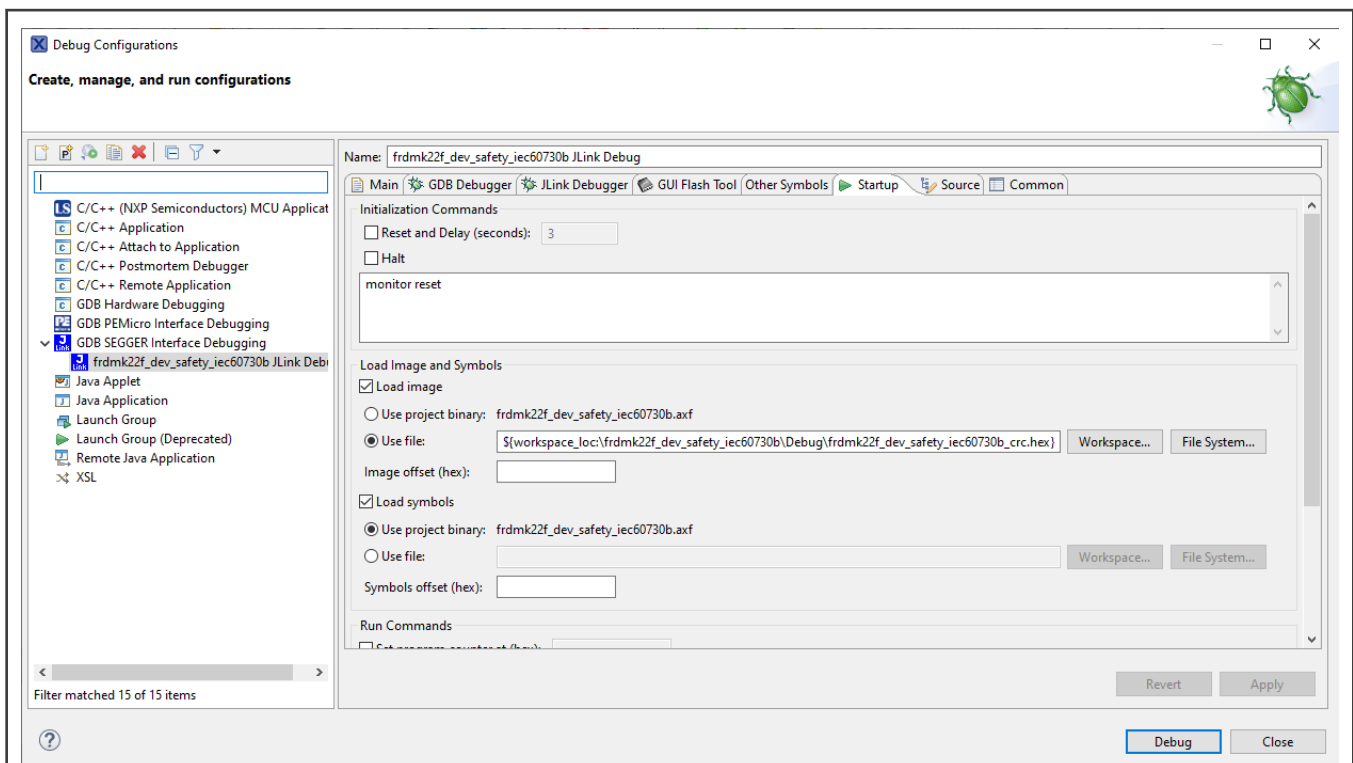 Debug Configurations
Create, manage, and run configurations
Name: frdmk22f_dev_safety_iec60730b JLink Debug
Main GDB Debugger JLink Debugger GUI Flash Tool Other Symbols Startup Source Common
C/C++ (NXP Semiconductors) MCU Applicat
C/C++ Application
C/C++ Attach to Application
C/C++ Postmortem Debugger
C/C++ Remote Application
GDB Hardware Debugging
GDB PEMicro Interface Debugging
GDB SEGGER Interface Debugging
frdmk22f_dev_safety_iec60730b JLink Deb
Java Applet
Java Application
Launch Group
Launch Group (Deprecated)
Remote Java Application
XSL
Filter matched 15 of 15 items
Initialization Commands
Reset and Delay (seconds): 3
Halt
monitor reset
Load Image and Symbols
Load image
Use project binary: frdmk22f_dev_safety_iec60730b.axf
Use file: ${workspace_loc:\frdmk22f_dev_safety_iec60730b\Debug\frdmk22f_dev_safety_iec60730b_crc.hex} Workspace... File System...
Image offset (hex):
Load symbols
Use project binary: frdmk22f_dev_safety_iec60730b.axf
Use file: Workspace... File System...
Symbols offset (hex):
Run Commands
Set program counter at (hex):
Revert Apply
Debug Close